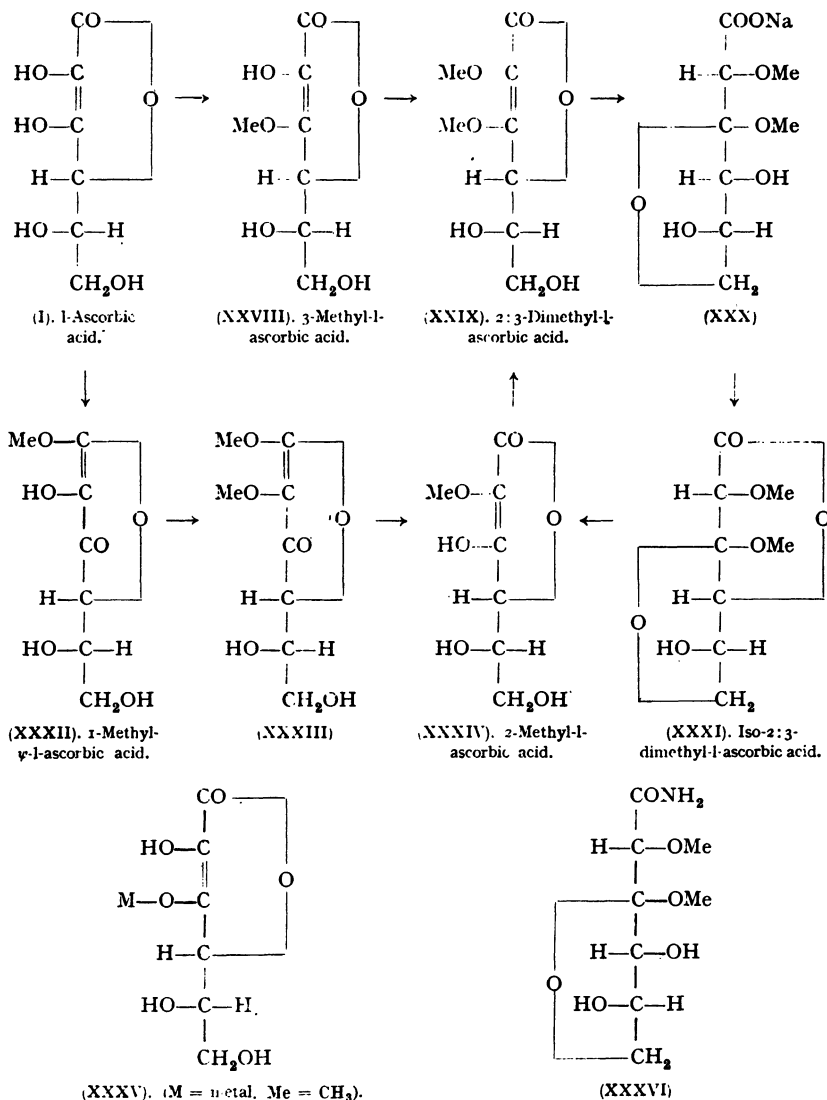 CO CO CO COONa
HO—C HO—C MeO C H—C—OMe
O O O
HO—C MeO—C MeO—C C—OMe
H—C H—C H—C H—C—OH
O
HO—C—H HO—C—H HO—C—H HO—C—H
CH₂OH CH₂OH CH₂OH CH₂
(I). l-Ascorbic acid.
(XXVIII). 3-Methyl-l-ascorbic acid.
(XXIX). 2:3-Dimethyl-l-ascorbic acid.
(XXX)
MeO—C MeO—C CO CO
HO—C MeO—C MeO—C H—C—OMe
O O O O
CO CO HO—C C—OMe
H—C H—C H—C H—C
O
HO—C—H HO—C—H HO—C—H HO—C—H
CH₂OH CH₂OH CH₂OH CH₂
(XXXII). 1-Methyl-ψ-l-ascorbic acid.
(XXXIII)
(XXXIV). 2-Methyl-l-ascorbic acid.
(XXXI). Iso-2:3-dimethyl-l-ascorbic acid.
CO CONH₂
HO—C H—C—OMe
O
M—O—C C—OMe
H—C H—C—OH
O
HO—C—H HO—C—H
CH₂OH CH₂
(XXXV). (M = metal, Me = CH₃).
(XXXVI)